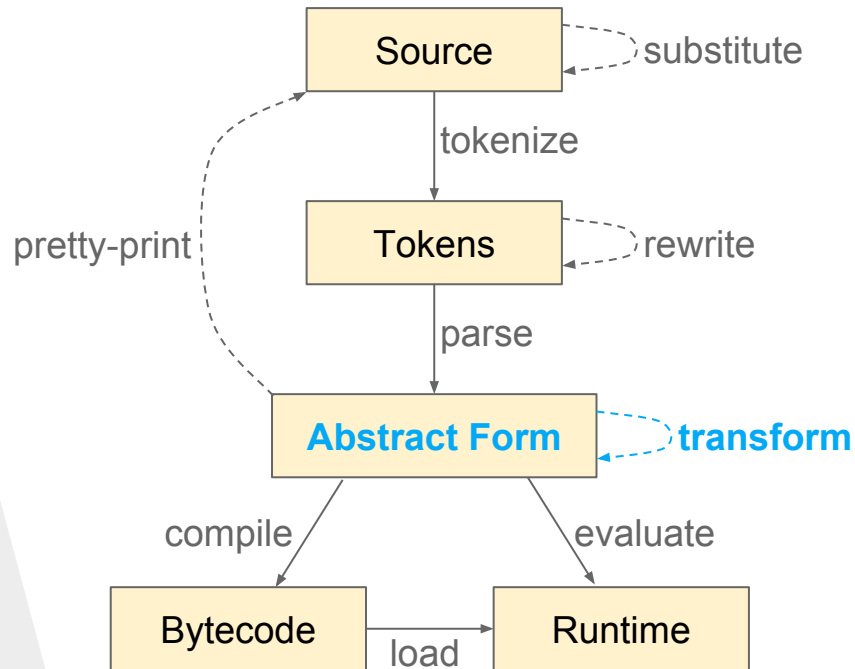 Source
substitute
tokenize
pretty-print
Tokens
rewrite
parse
Abstract Form
transform
compile
evaluate
Bytecode
load
Runtime